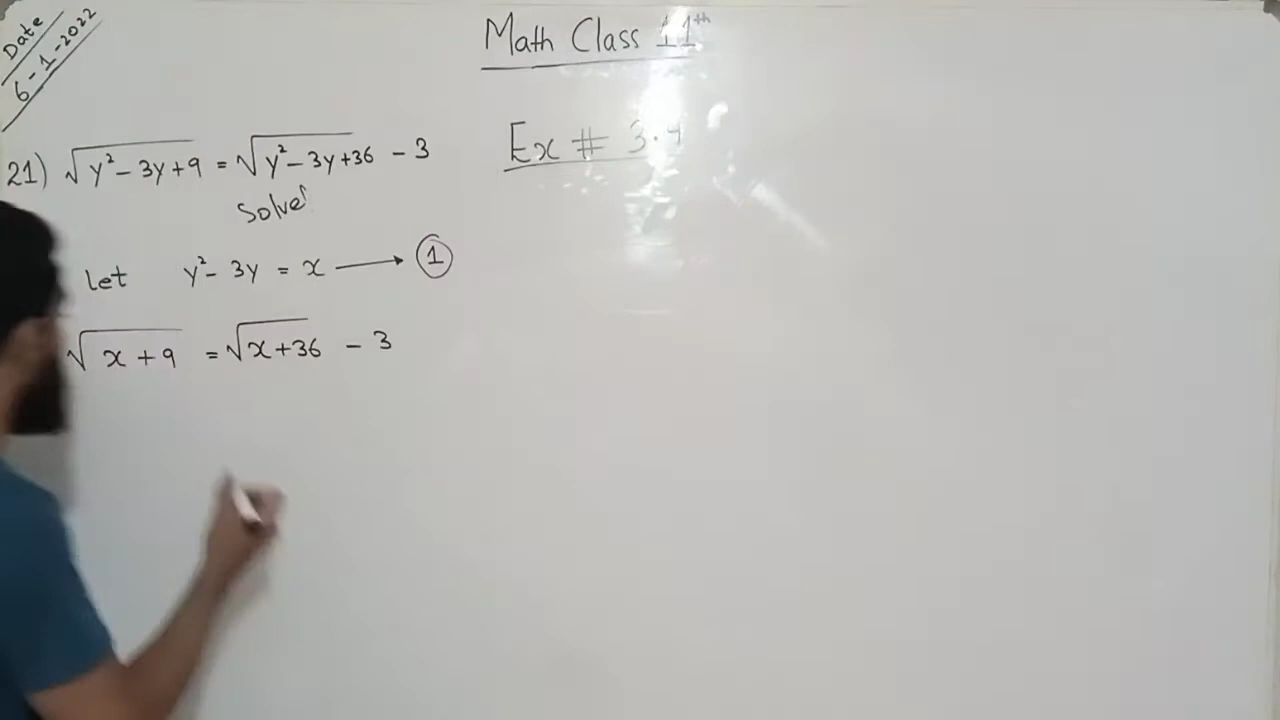 Date
6-1-2022
Math Class 11th
Ex # 3.4
21) √(y² - 3y + 9) = √(y² - 3y + 36) - 3
Solve
let y² - 3y = x ⟶ ①
√(x + 9) = √(x + 36) - 3